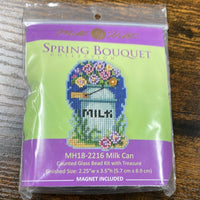 SPRING BOUQUET
MILK
MH18-2216 Milk Can
Counted Glass Bead Kit with Treasure
Finished Size: 2.25"w x 3.5"h (5.7 cm x 8.9 cm)
MAGNET INCLUDED